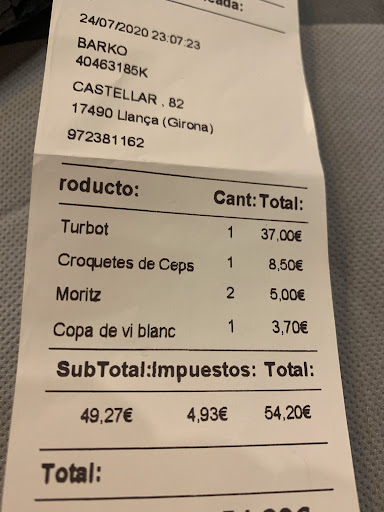 24/07/2020 23:07:23
BARKO
40463185K
CASTELLAR , 82
17490 Llança (Girona)
972381162
roducto: Cant: Total:
Turbot 1 37,00€
Croquetes de Ceps 1 8,50€
Moritz 2 5,00€
Copa de vi blanc 1 3,70€
SubTotal: Impuestos: Total:
49,27€ 4,93€ 54,20€
Total: